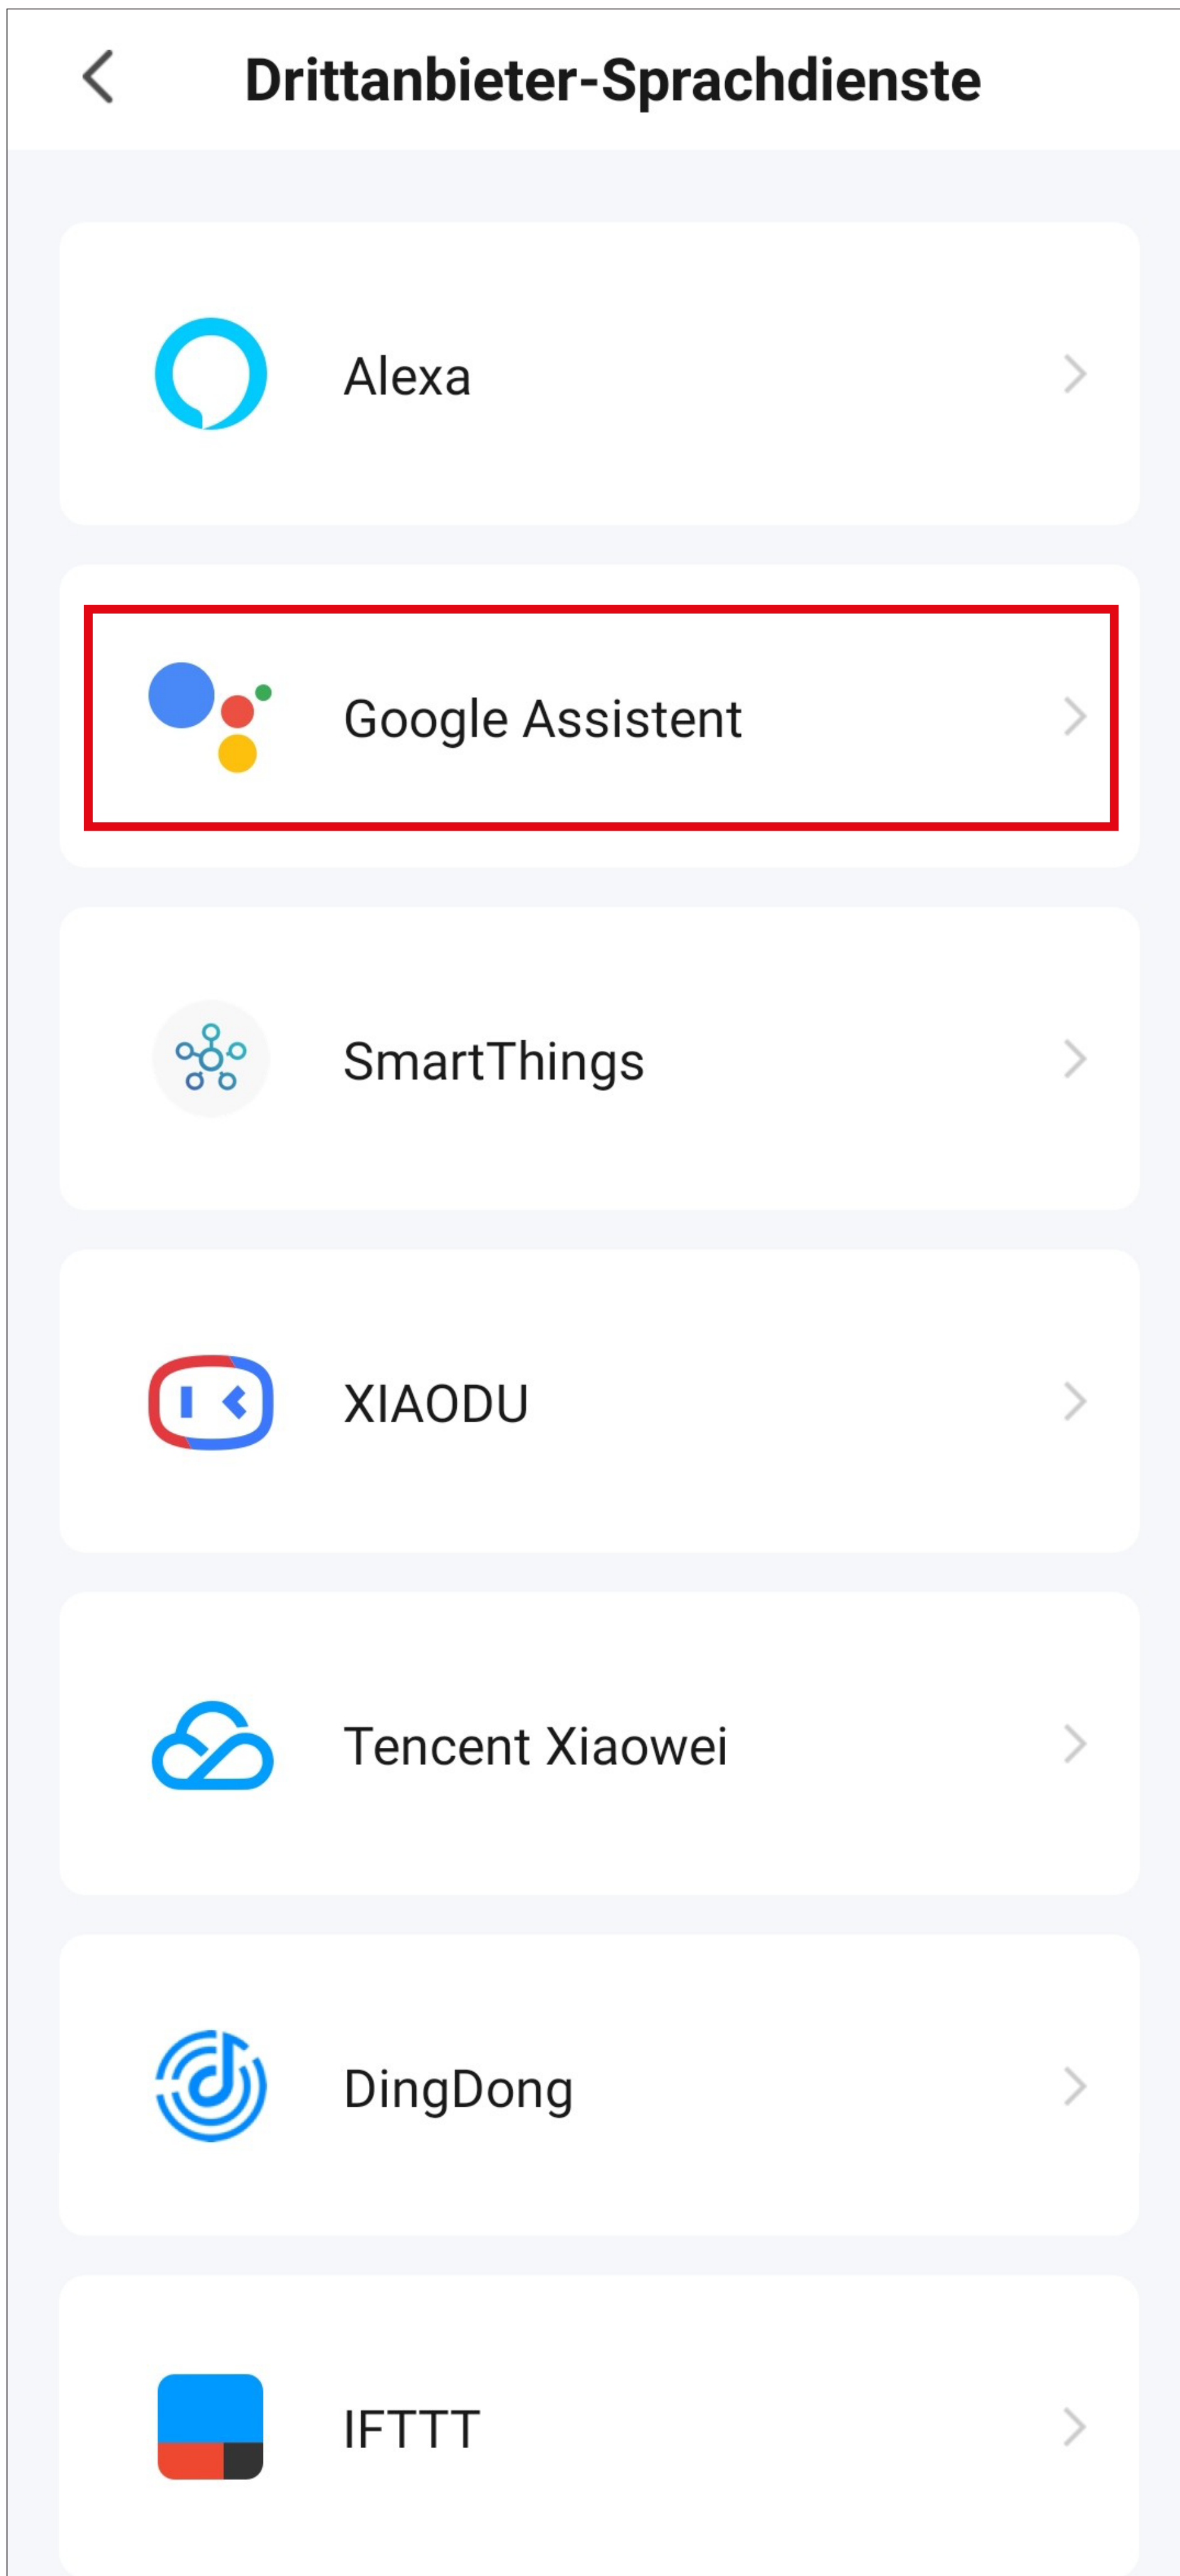 Drittanbieter-Sprachdienste
Alexa
Google Assistent
SmartThings
XIAODU
Tencent Xiaowei
DingDong
IFTTT